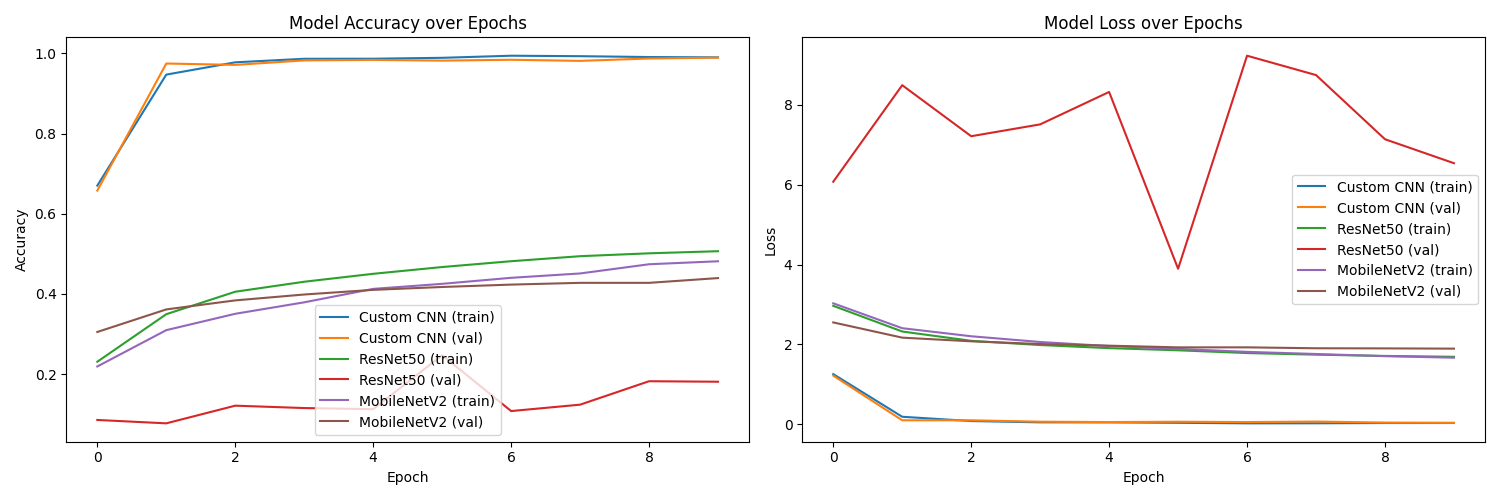 Model Accuracy over Epochs
Accuracy
1.0
0.8
0.6
0.4
0.2
Custom CNN (train)
Custom CNN (val)
ResNet50 (train)
ResNet50 (val)
MobileNetV2 (train)
MobileNetV2 (val)
0 2 4 6 8
Epoch
Model Loss over Epochs
Loss
8
6
4
2
0
Custom CNN (train)
Custom CNN (val)
ResNet50 (train)
ResNet50 (val)
MobileNetV2 (train)
MobileNetV2 (val)
0 2 4 6 8
Epoch